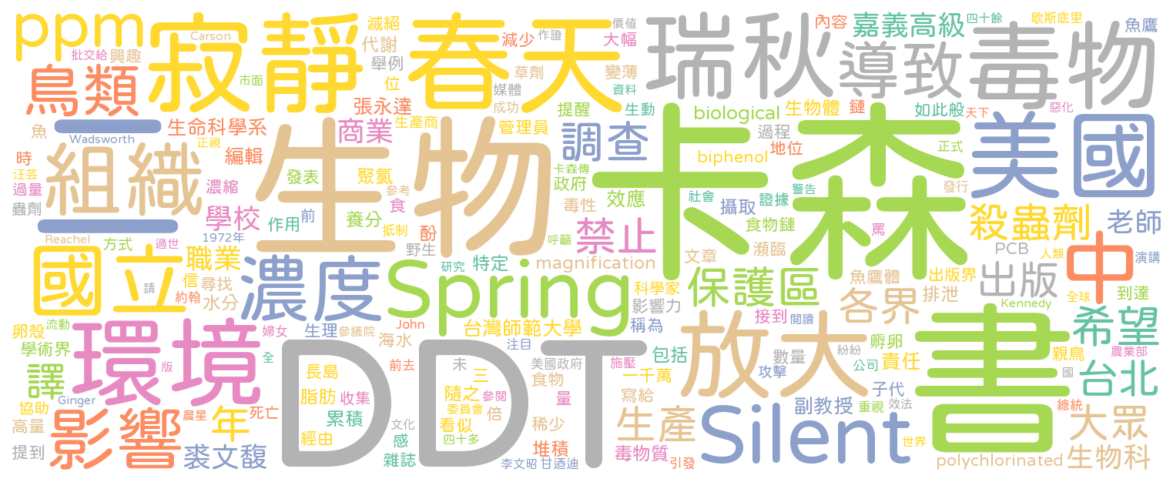 ppm
寂靜
春天
瑞秋
毒物
鳥類
導致
嘉義高級
四十餘
歌斯底里
魚鷹
批交給
興趣
Carson
滅絕
代謝
舉例
位
市面
減少
作證
價值
大幅
草劑
變薄
媒體
資料
成功
內容
如此般
天下
惡化
一
Wadsworth
生命科學系
張永達
商業
生產商
管理員
提醒
生動
biological
生物體
鏈
過程
地位
正式
魚
正視
編輯
時
汪芸
過量
蟲劑
組織
濃縮
學校
發表
聚氯
作用
前
養分
參考
食
抵制
酚
野生
生物
調查
卡森傳
政府
效應
毒性
呼籲
禁止
biphenol
社會
證據
警告
攝取
食物鏈
罵
發行
卡森
美國
殺蟲劑
老師
PCB
人類
演講
中
一
Reachel
方式
過世
1972年
國立
請
職業
信
尋找
約翰
水分
濃度
Spring
研究
特定
magnification
科學家
影響力
稱為
文章
瀕臨
保護區
魚鷹體
出版界
各界
排泄
出版
Kennedy
全球
到達
卵殼
流動
學術界
環境
版
婦女
全
生理
參議院
海水
John
前去
台灣師範大學
注目
未
美國政府
施壓
接到
閱讀
包括
放大
數量
紛紛
孵卵
責任
公司
攻擊
子代
書
希望
親鳥
農業部
國
台北
總統
譯
協助
Ginger
晨星
死亡
高量
提到
影響
年
裘文馥
長島
脂肪
收集
累積
經由
DDT
文化
感
雜誌
三
隨之
參閱
委員會
倍
看似
四十多
食物
量
稀少
堆積
李文昭
甘迺迪
一千萬
寫給
生產
毒物質
引發
Silent
副教授
重視
效法
世界
polychlorinated
大眾
生物科